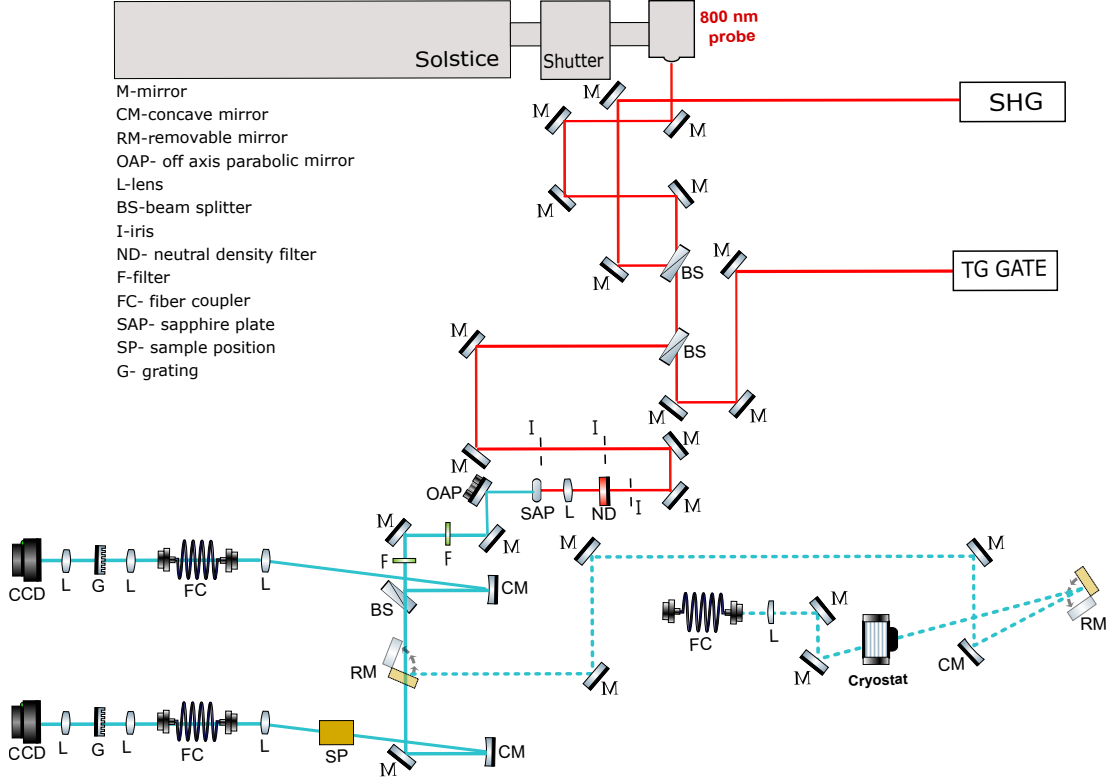 Solstice
Shutter
800 nm
probe
M-mirror
CM-concave mirror
RM-removable mirror
OAP- off axis parabolic mirror
L-lens
BS-beam splitter
I-iris
ND- neutral density filter
F-filter
FC- fiber coupler
SAP- sapphire plate
SP- sample position
G- grating
M
SHG
M
M
M
M
M
BS
M
TG GATE
M
BS
M
M
I
I
M
M
OAP
SAP
L
ND
I
M
M
M
F
F
M
M
CCD
L
G
L
FC
L
CM
BS
M
FC
L
M
Cryostat
CM
RM
RM
M
CCD
L
G
L
FC
L
SP
M
CM